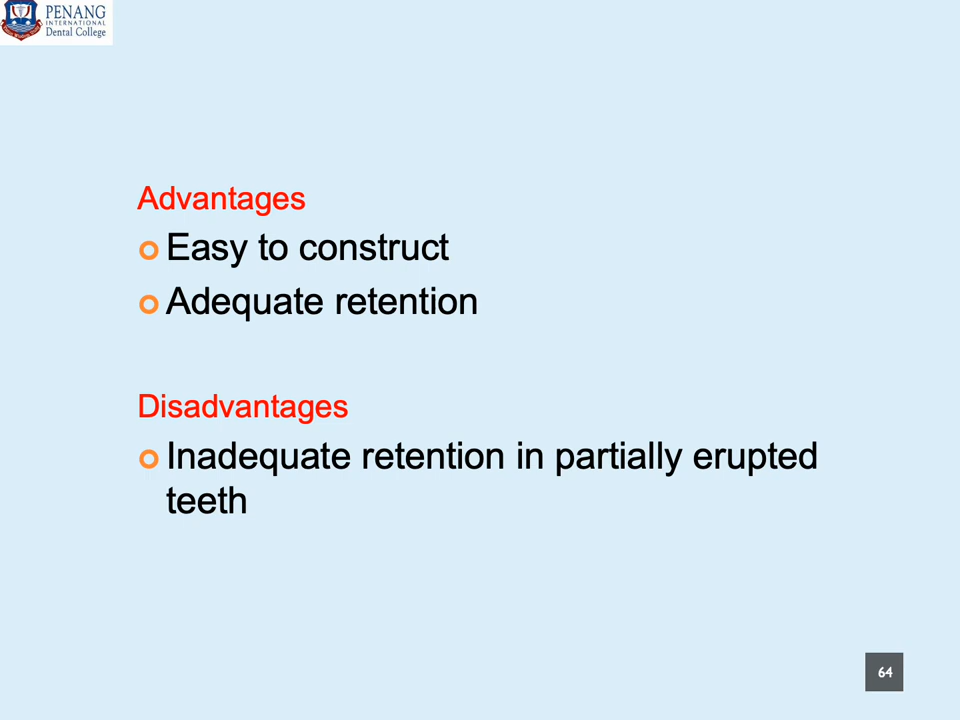 PENANG
INTERNATIONAL
Dental College
Advantages
Easy to construct
Adequate retention
Disadvantages
Inadequate retention in partially erupted
teeth
64